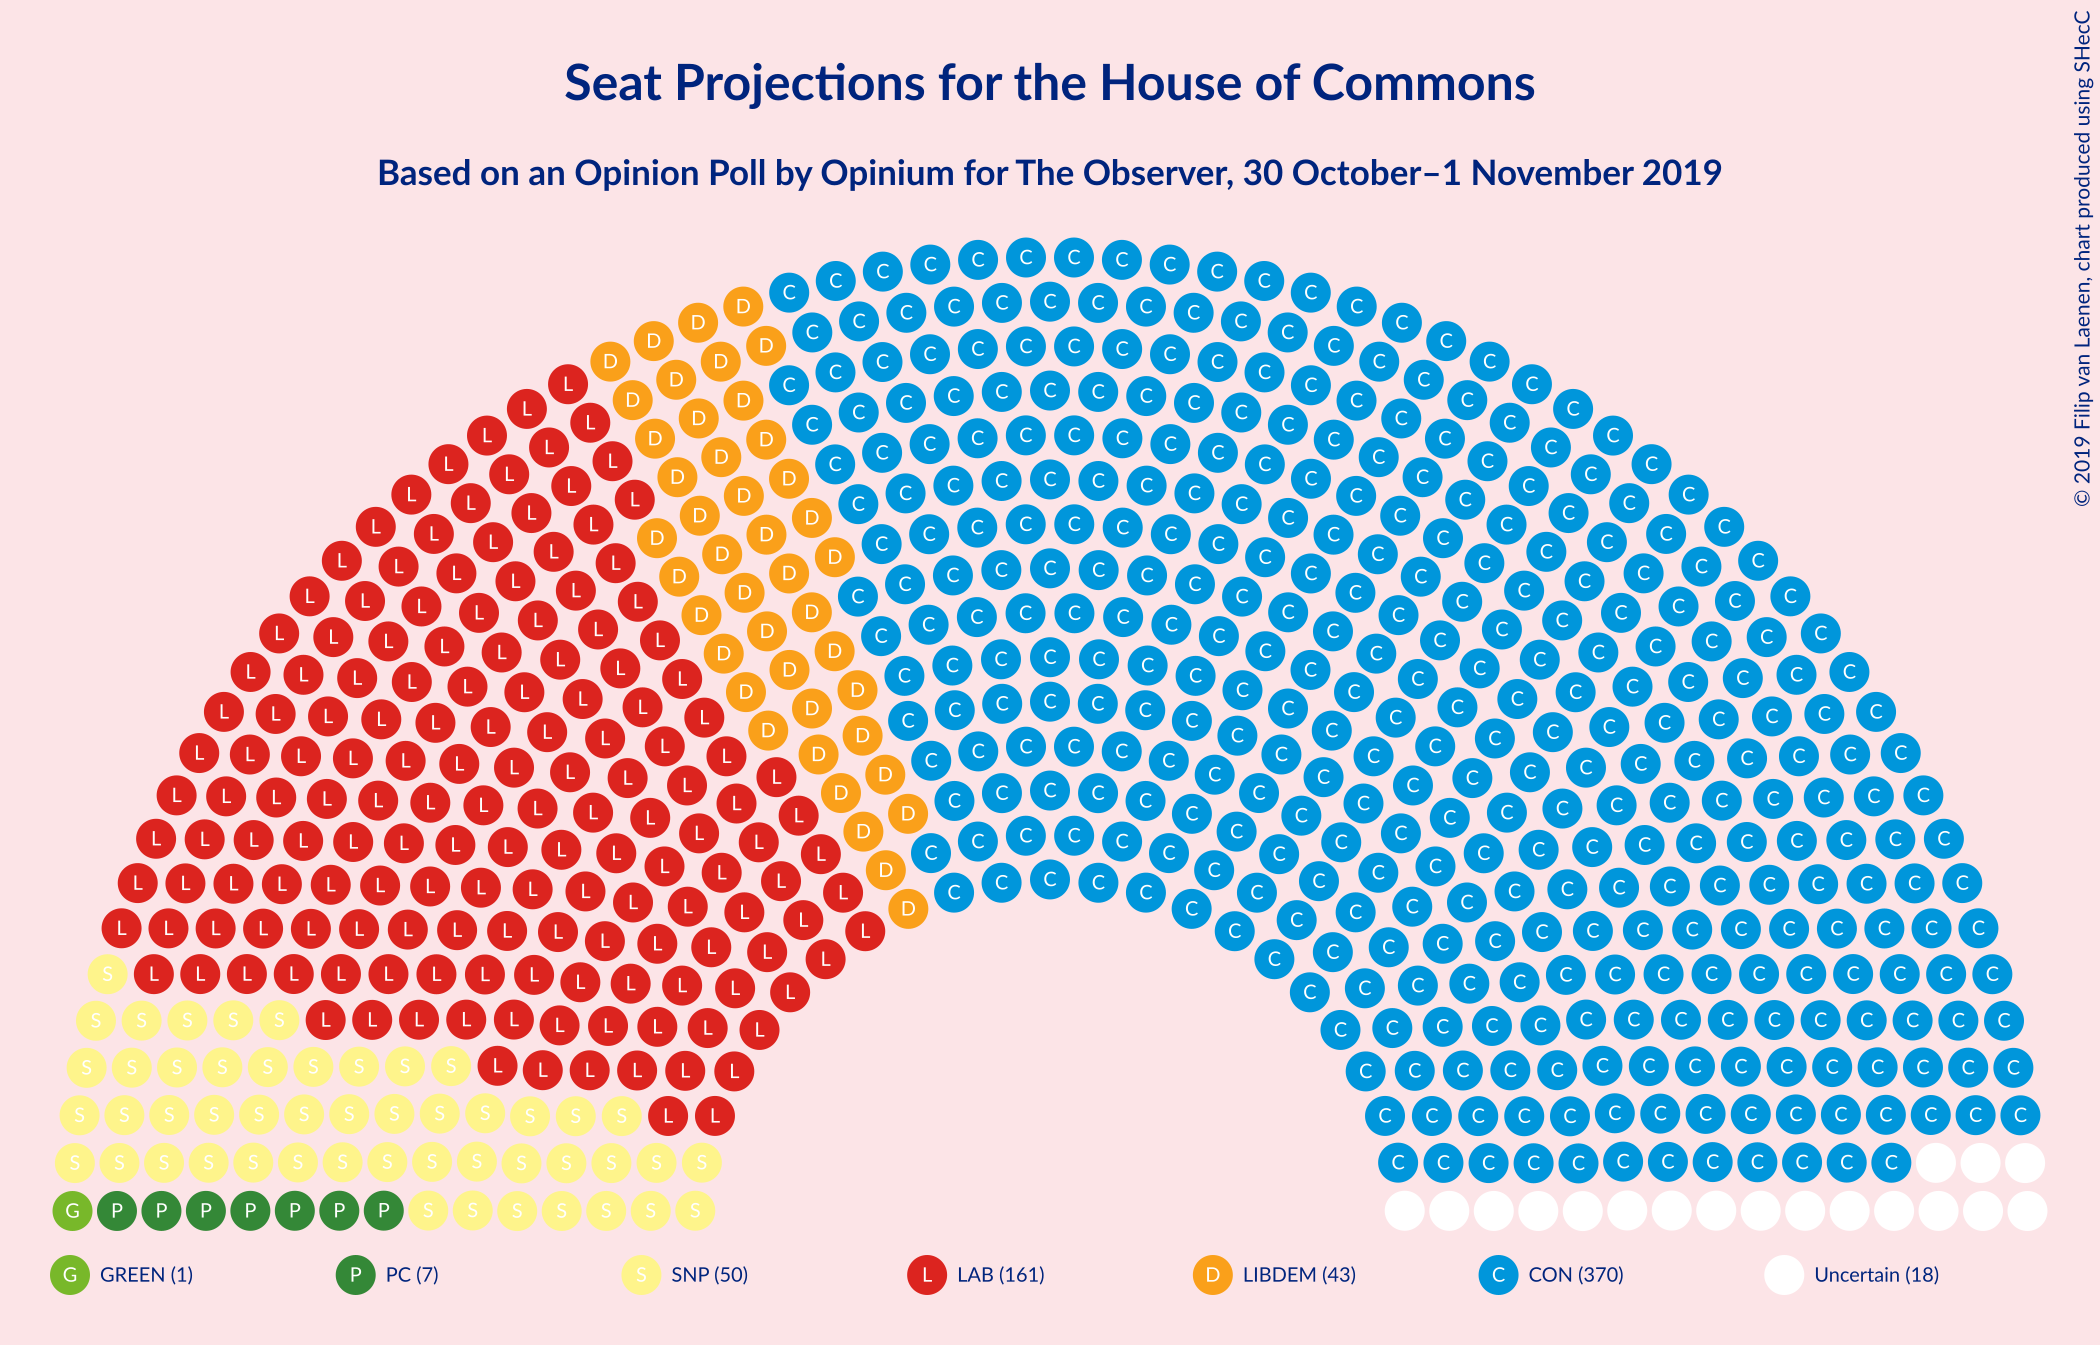 Seat Projections for the House of Commons
Based on an Opinion Poll by Opinium for The Observer, 30 October–1 November 2019
© 2019 Filip van Laenen, chart produced using SHecC
G GREEN (1) P PC (7) S SNP (50) L LAB (161) D LIBDEM (43) C CON (370) Uncertain (18)